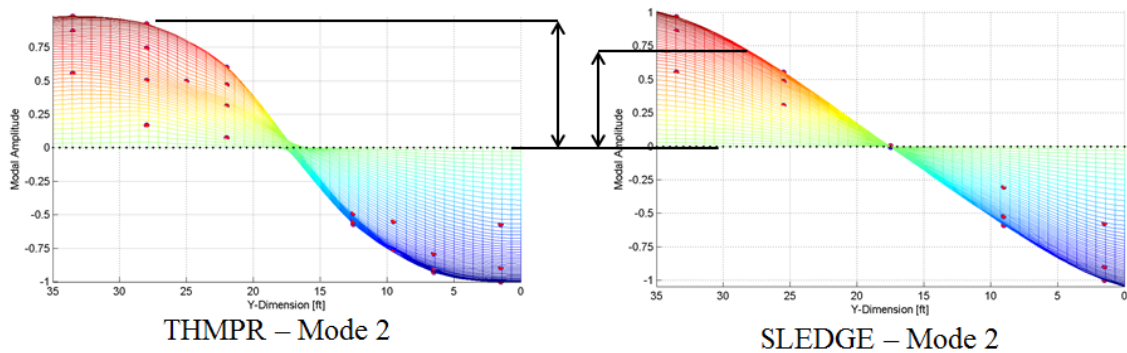 0.75
0.5
0.25
0
-0.25
-0.5
-0.75
-1
Modal Amplitude
35 30 25 20 15 10 5 0
Y-Dimension [ft]
THMPR – Mode 2
1
0.75
0.5
0.25
0
-0.25
-0.5
-0.75
-1
Modal Amplitude
35 30 25 20 15 10 5 0
Y-Dimension [ft]
SLEDGE – Mode 2